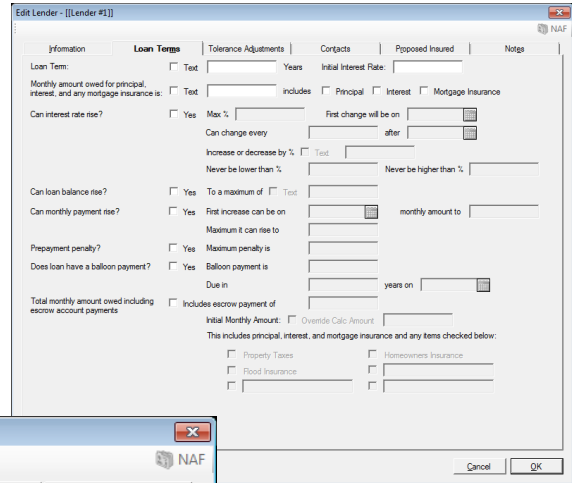 Edit Lender - [[Lender #1]]
NAF
Information Loan Terms Tolerance Adjustments Contacts Proposed Insured Notes
Loan Term: Text Years Initial Interest Rate:
Monthly amount owed for principal,
interest, and any mortgage insurance is: Text includes Principal Interest Mortgage Insurance
Can interest rate rise? Yes Max % First change will be on
Can change every after
Increase or decrease by % Text
Never be lower than % Never be higher than %
Can loan balance rise? Yes To a maximum of Text
Can monthly payment rise? Yes First increase can be on monthly amount to
Maximum it can rise to
Prepayment penalty? Yes Maximum penalty is
Does loan have a balloon payment? Yes Balloon payment is
Due in years on
Total monthly amount owed including
escrow account payments Includes escrow payment of
Initial Monthly Amount: Override Calc Amount
This includes principal, interest, and mortgage insurance and any items checked below:
Property Taxes Homeowners Insurance
Flood Insurance
NAF
Cancel OK